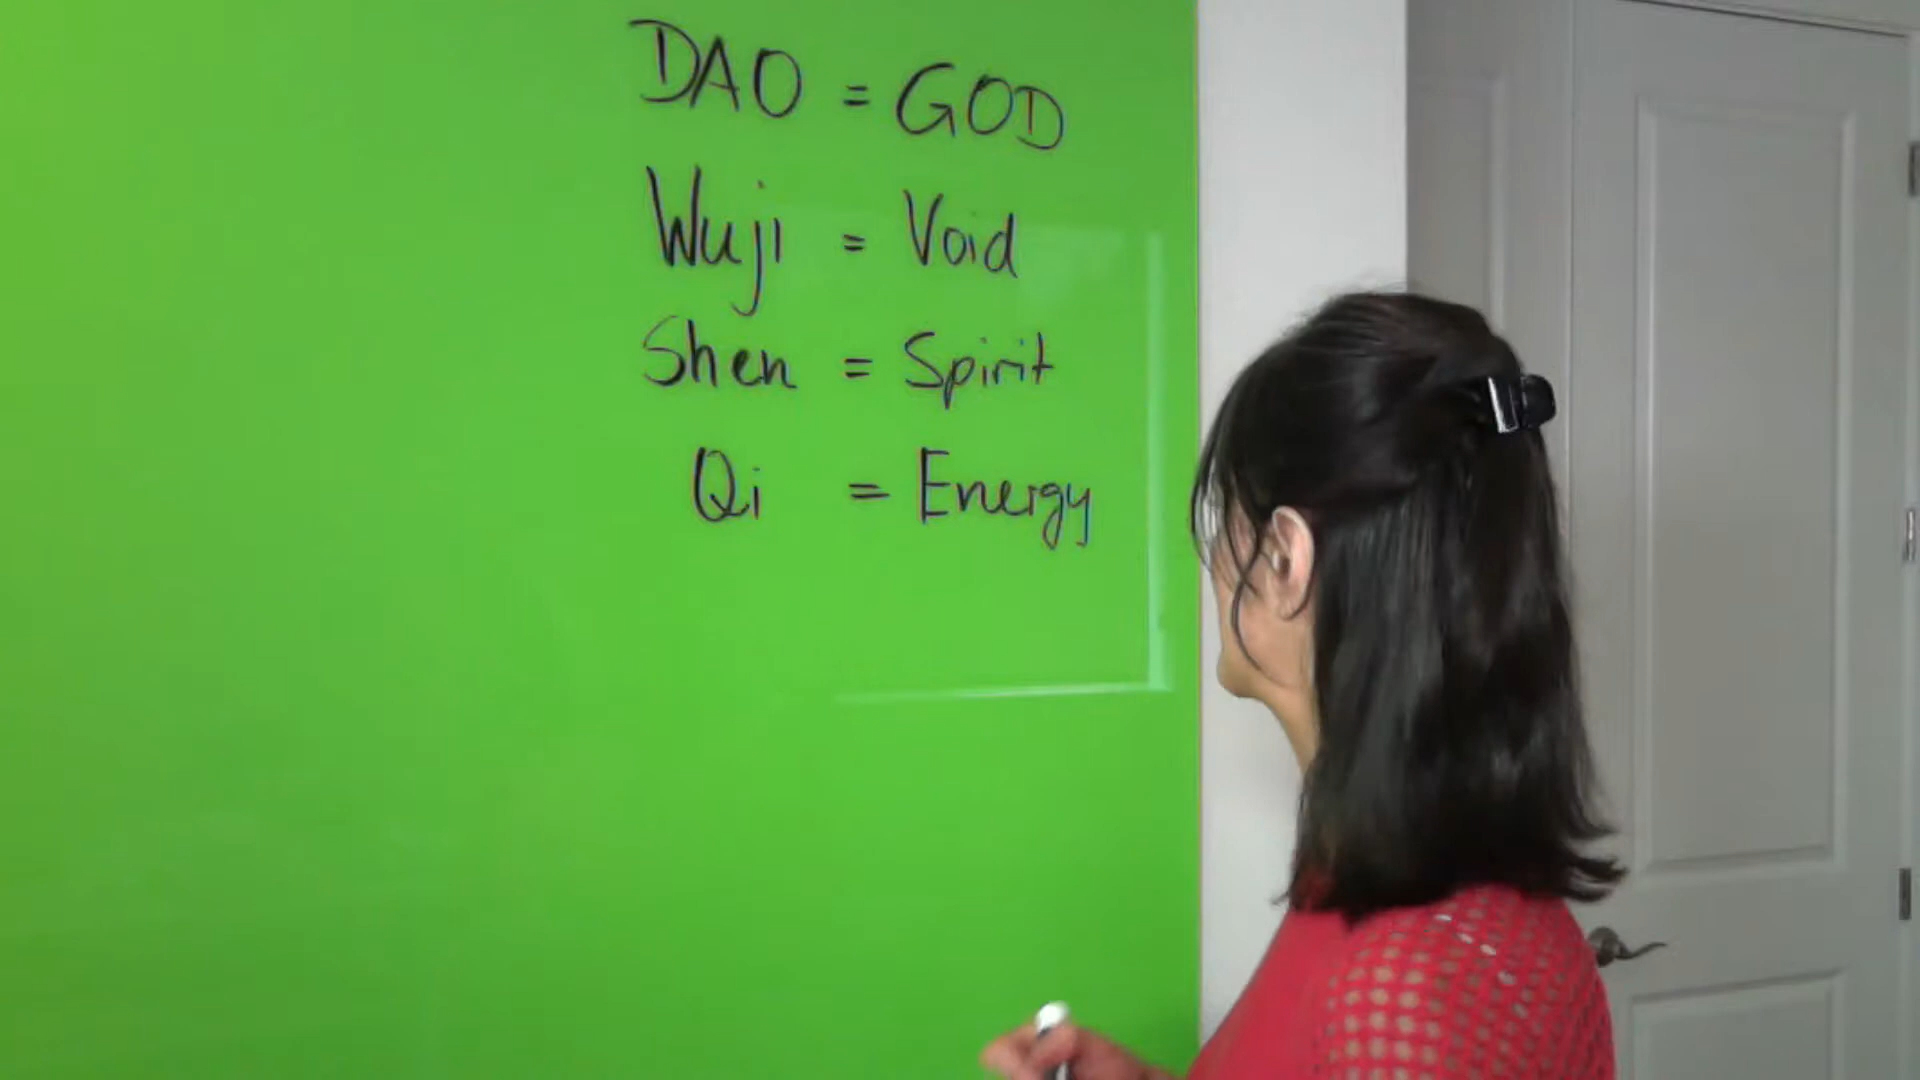 DAO = GOD
Wuji = Void
Shen = Spirit
Qi = Energy